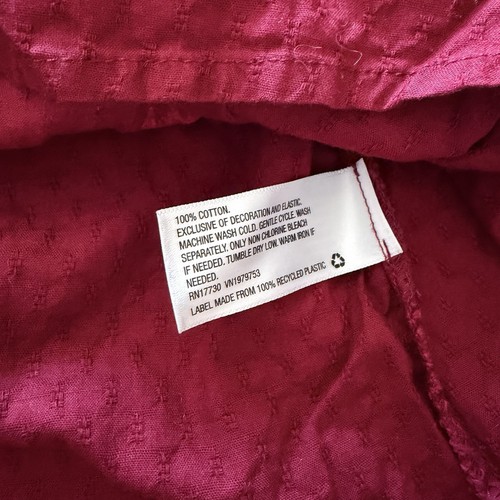 100% COTTON.
EXCLUSIVE OF DECORATION AND ELASTIC.
MACHINE WASH COLD. GENTLE CYCLE. WASH
SEPARATELY. ONLY NON CHLORINE BLEACH
IF NEEDED. TUMBLE DRY LOW. WARM IRON IF
NEEDED.
RN17730 VN1979753
LABEL MADE FROM 100% RECYCLED PLASTIC